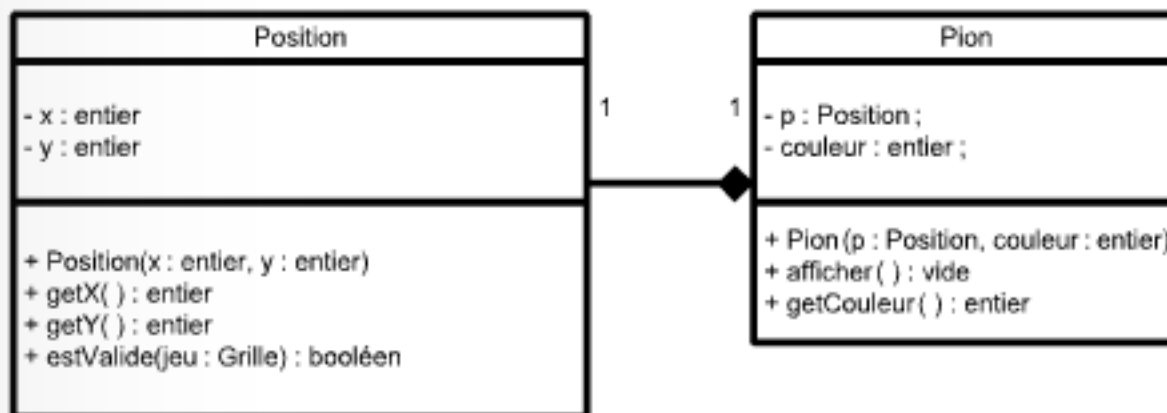 Position
- x : entier
- y : entier
+ Position(x : entier, y : entier)
+ getX( ) : entier
+ getY( ) : entier
+ estValide(jeu : Grille) : booléen
1
1
Pion
- p : Position ;
- couleur : entier ;
+ Pion (p : Position, couleur : entier)
+ afficher ( ) : vide
+ getCouleur ( ) : entier